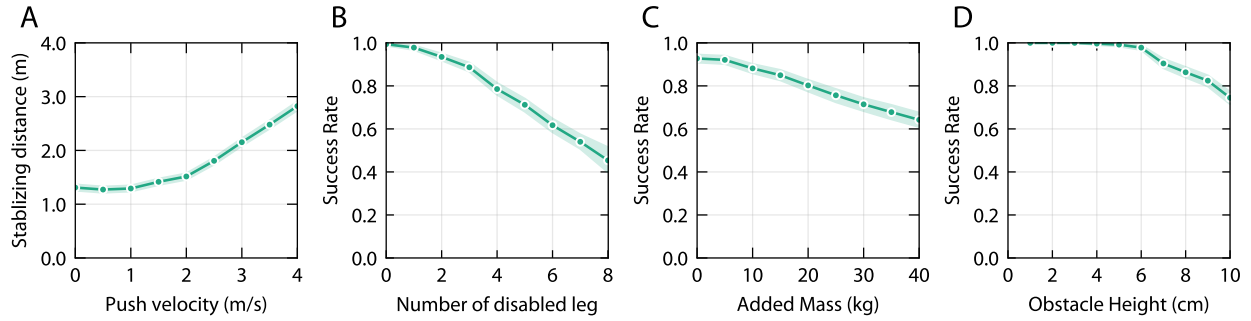 A
Stablizing distance (m)
4.0
3.0
2.0
1.0
0.0
0 1 2 3 4
Push velocity (m/s)
B
Success Rate
1.0
0.8
0.6
0.4
0.2
0.0
0 2 4 6 8
Number of disabled leg
C
Success Rate
1.0
0.8
0.6
0.4
0.2
0.0
0 10 20 30 40
Added Mass (kg)
D
Success Rate
1.0
0.8
0.6
0.4
0.2
0.0
0 2 4 6 8 10
Obstacle Height (cm)